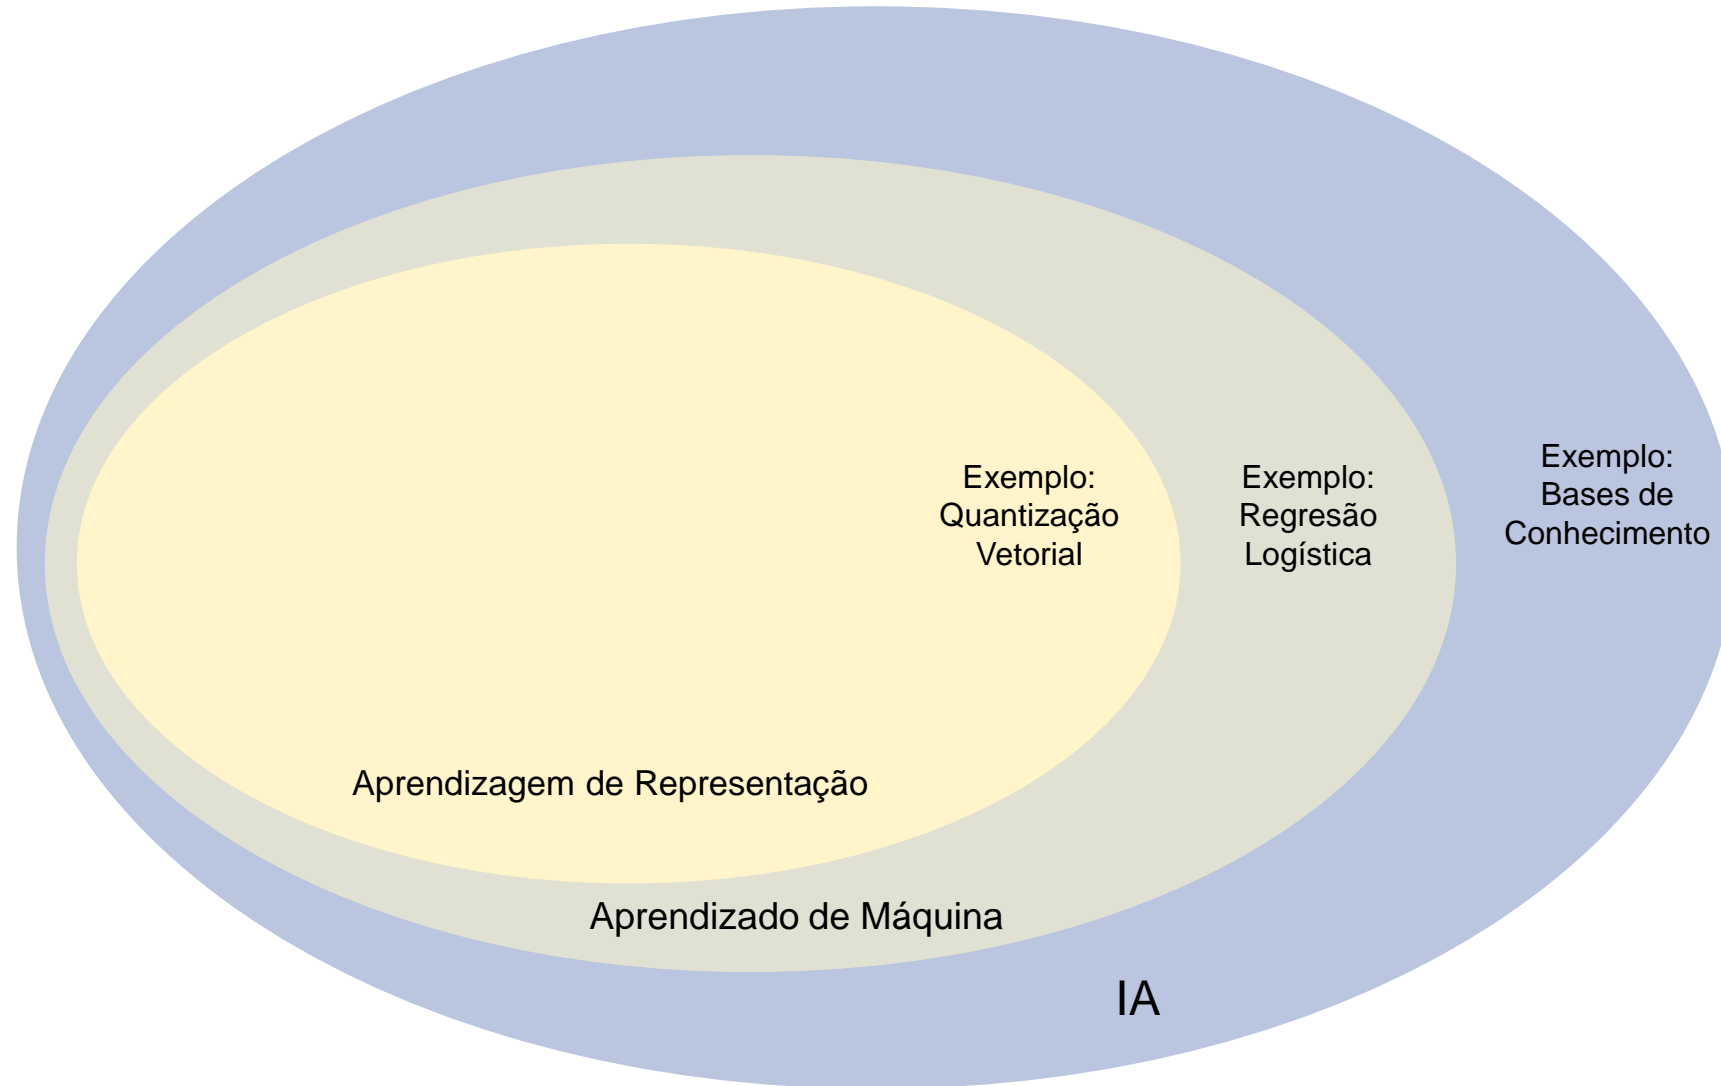 Exemplo:
Quantização
Vetorial
Exemplo:
Regresão
Logística
Exemplo:
Bases de
Conhecimento
Aprendizagem de Representação
Aprendizado de Máquina
IA